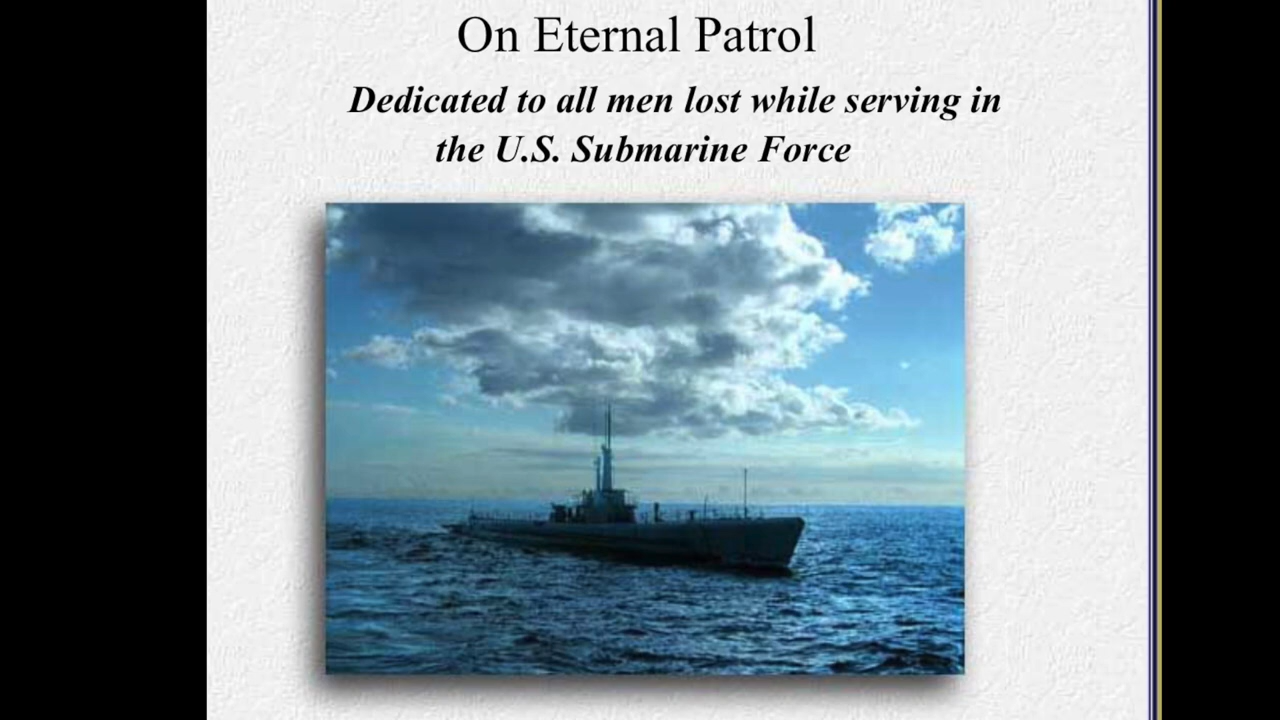 On Eternal Patrol
Dedicated to all men lost while serving in
the U.S. Submarine Force